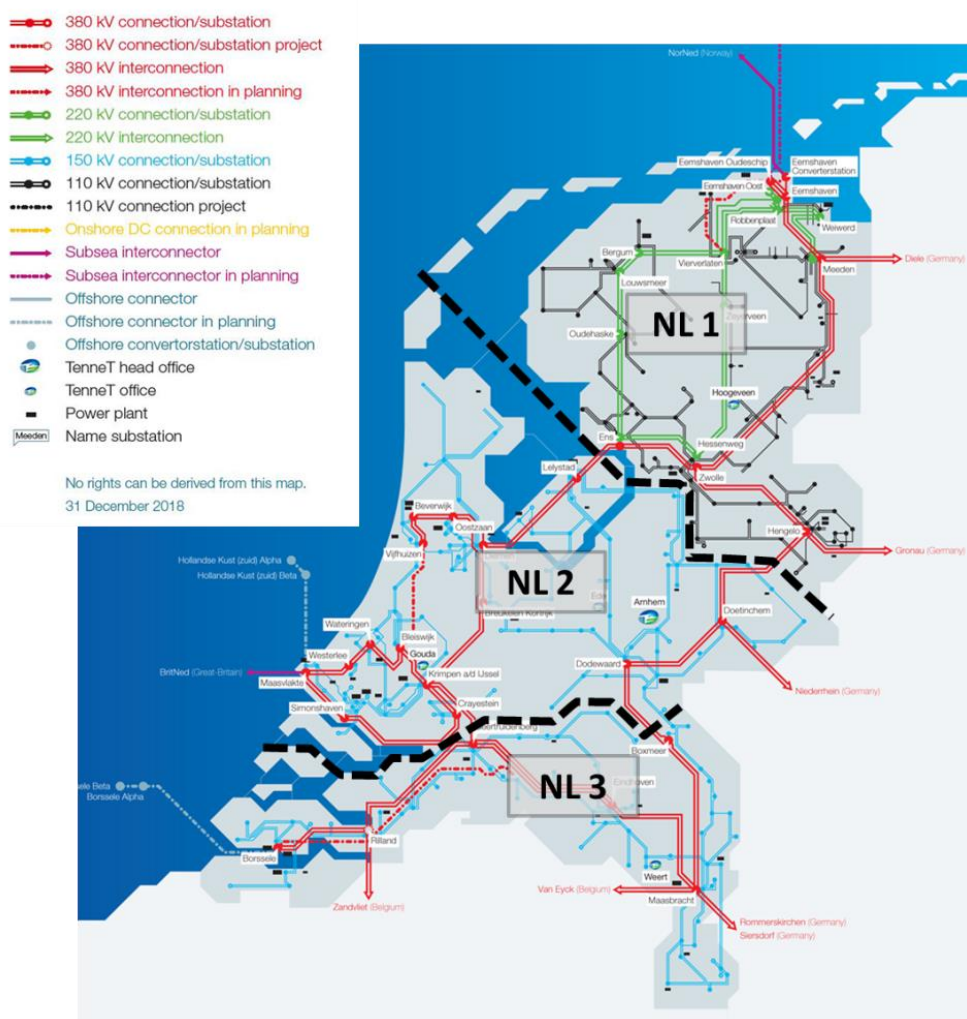 380 kV connection/substation
380 kV connection/substation project
380 kV interconnection
380 kV interconnection in planning
220 kV connection/substation
220 kV interconnection
150 kV connection/substation
110 kV connection/substation
110 kV connection project
Onshore DC connection in planning
Subsea interconnector
Subsea interconnector in planning
Offshore connector
Offshore connector in planning
Offshore convertorstation/substation
TenneT head office
TenneT office
Power plant
Meeden
Name substation
No rights can be derived from this map.
31 December 2018
NorNed (Norway)
Eemshaven Oudeschip
Eemshaven
Converterstation
Eemshaven Oost
Eemshaven
Robbenplaat
Weiwerd
Bergum
Vierverlaten
Meeden
Diele (Germany)
Louwsmeer
Zeyerveen
NL 1
Oudehaske
Hoogeveen
Ens
Hessenweg
Lelystad
Zwolle
Beverwijk
Oostzaan
Hengelo
Vijfhuizen
Gronau (Germany)
Hollandse Kust (zuid) Alpha
Hollandse Kust (zuid) Beta
NL 2
Ede
Arnhem
Breukelen Kortrijk
Doetinchem
Wateringen
Bleiswijk
Westerlee
Gouda
Dodewaard
BritNed (Great-Britain)
Maasvlakte
Krimpen a/d IJssel
Niederrhein (Germany)
Simonshaven
Crayestein
eertruidenberg
Boxmeer
NL 3
Eindhoven
sele Beta
Borssele Alpha
Rilland
Borssele
Weert
Van Eyck (Belgium)
Maasbracht
Zandvliet (Belgium)
Rommerskirchen (Germany)
Siersdorf (Germany)